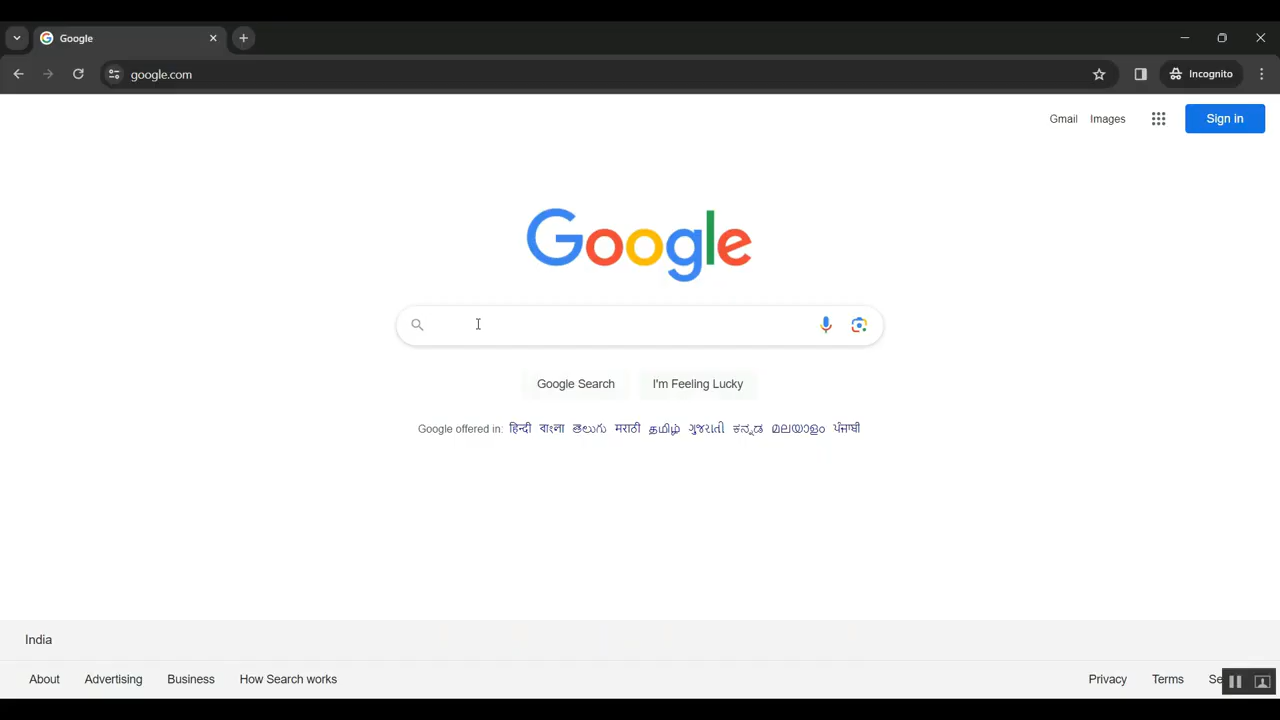 Google
google.com
Incognito
Gmail Images Sign in
Google
Google Search I'm Feeling Lucky
Google offered in: हिन्दी বাংলা తెలుగు मराठी தமிழ் ગુજરાતી ಕನ್ನಡ മലയാളം ਪੰਜਾਬੀ
India
About Advertising Business How Search works Privacy Terms Se